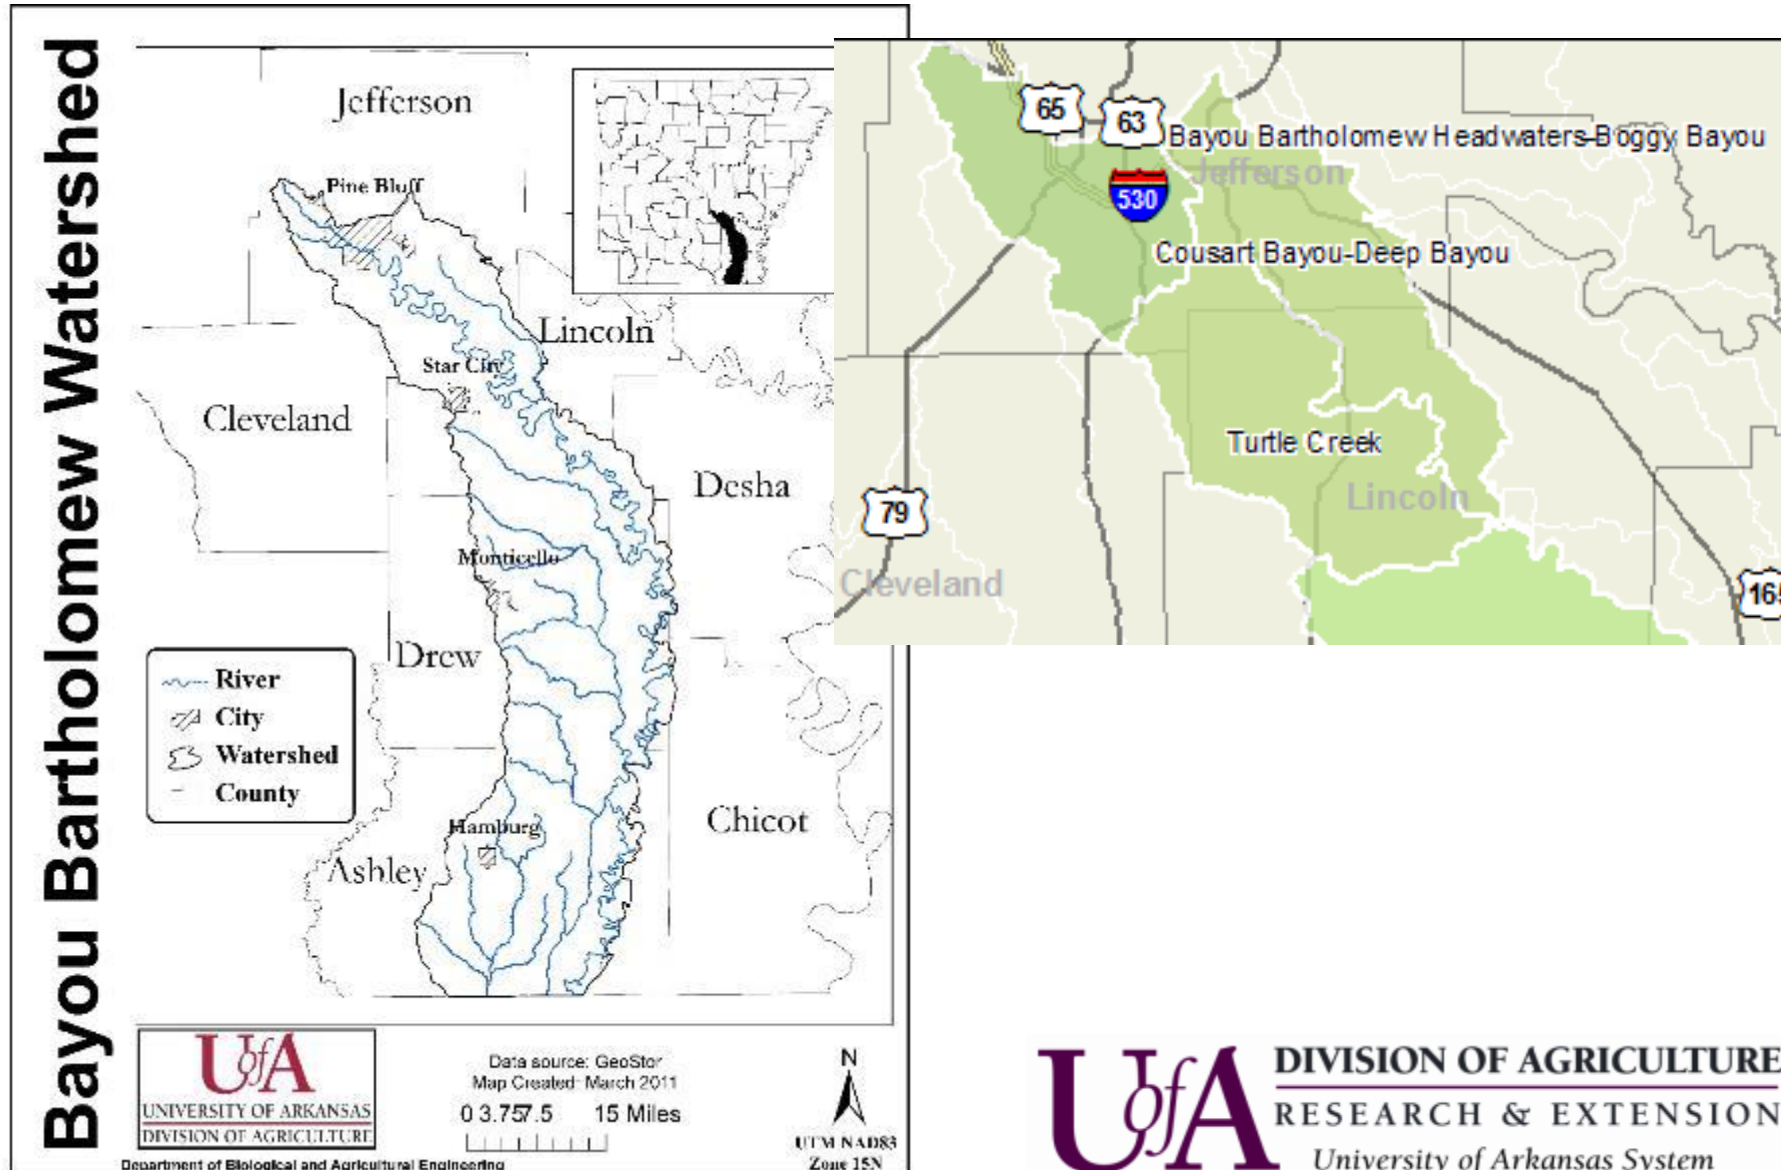 Bayou Bartholomew Watershed
Jefferson
Pine Bluff
Lincoln
Star City
Cleveland
Desha
Monticello
Drew
River
City
Watershed
County
Hamburg
Ashley
Chicot
UofA
UNIVERSITY OF ARKANSAS
DIVISION OF AGRICULTURE
Data source: GeoStor
Map Created: March 2011
0 3.75 7.5 15 Miles
N
UTM NAD83
Zone 15N
Department of Biological and Agricultural Engineering
65
63
Bayou Bartholomew Headwaters-Boggy Bayou
Jefferson
530
Cousart Bayou-Deep Bayou
Turtle Creek
Lincoln
79
Cleveland
165
UofA
DIVISION OF AGRICULTURE
RESEARCH & EXTENSION
University of Arkansas System